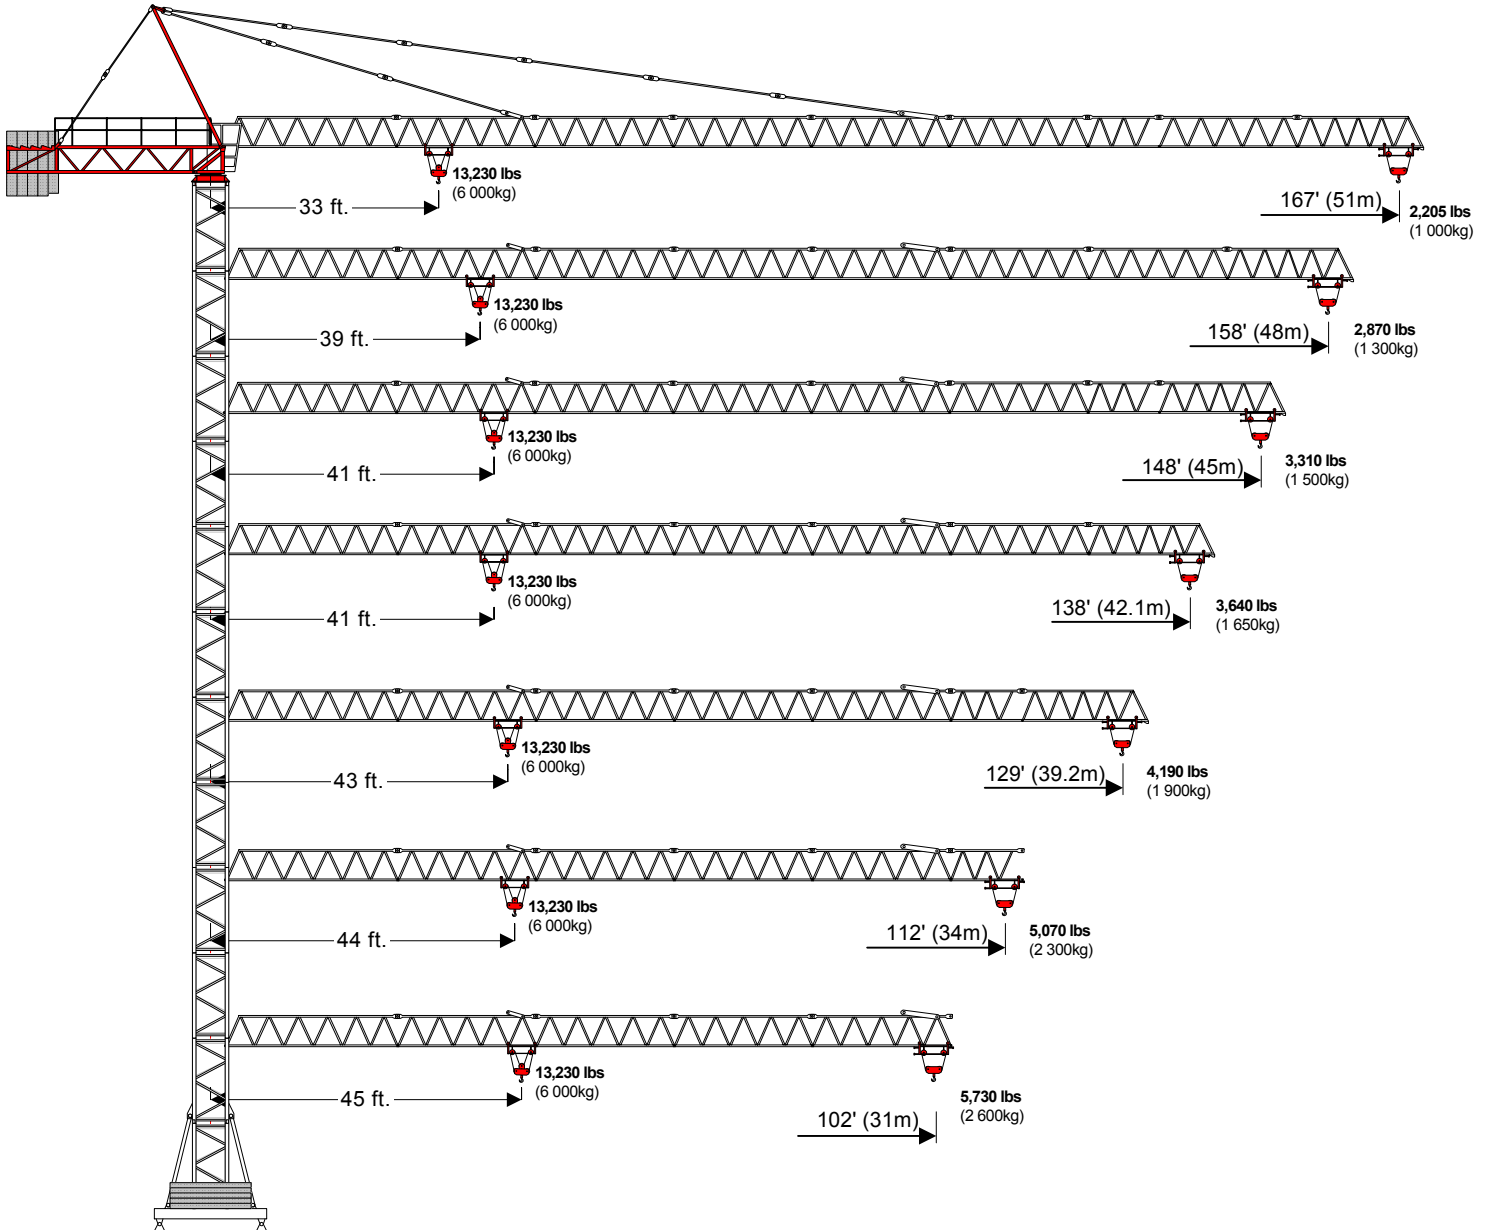 13,230 lbs
(6 000kg)
33 ft.
167' (51m)
2,205 lbs
(1 000kg)
13,230 lbs
(6 000kg)
39 ft.
158' (48m)
2,870 lbs
(1 300kg)
13,230 lbs
(6 000kg)
41 ft.
148' (45m)
3,310 lbs
(1 500kg)
13,230 lbs
(6 000kg)
41 ft.
138' (42.1m)
3,640 lbs
(1 650kg)
13,230 lbs
(6 000kg)
43 ft.
129' (39.2m)
4,190 lbs
(1 900kg)
13,230 lbs
(6 000kg)
44 ft.
112' (34m)
5,070 lbs
(2 300kg)
13,230 lbs
(6 000kg)
45 ft.
102' (31m)
5,730 lbs
(2 600kg)